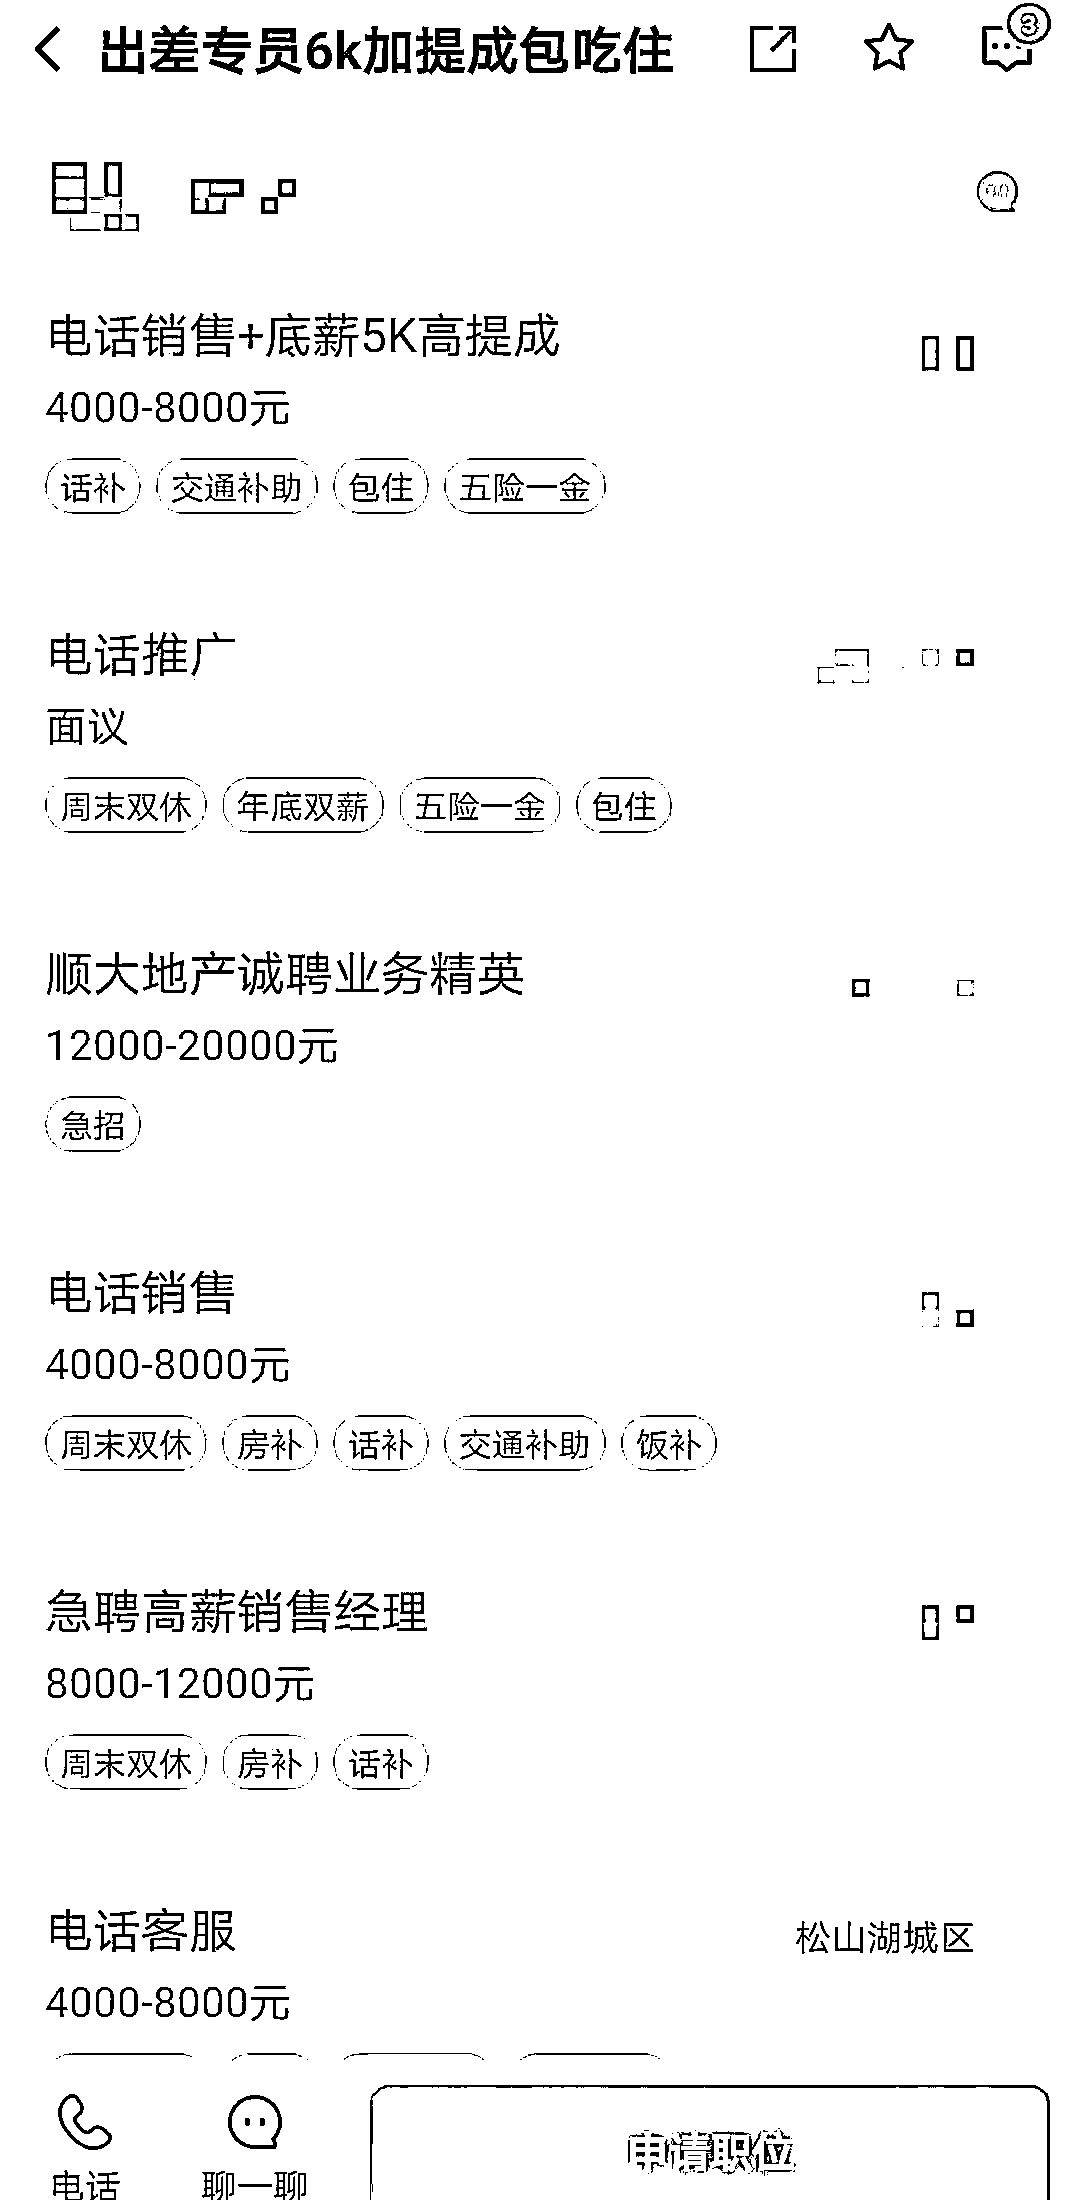 出差专员6k加提成包吃住
3
电话销售+底薪5K高提成
4000-8000元
话补 交通补助 包住 五险一金
电话推广
面议
周末双休 年底双薪 五险一金 包住
顺大地产诚聘业务精英
12000-20000元
急招
电话销售
4000-8000元
周末双休 房补 话补 交通补助 饭补
急聘高薪销售经理
8000-12000元
周末双休 房补 话补
电话客服 松山湖城区
4000-8000元
电话 聊一聊 申请职位